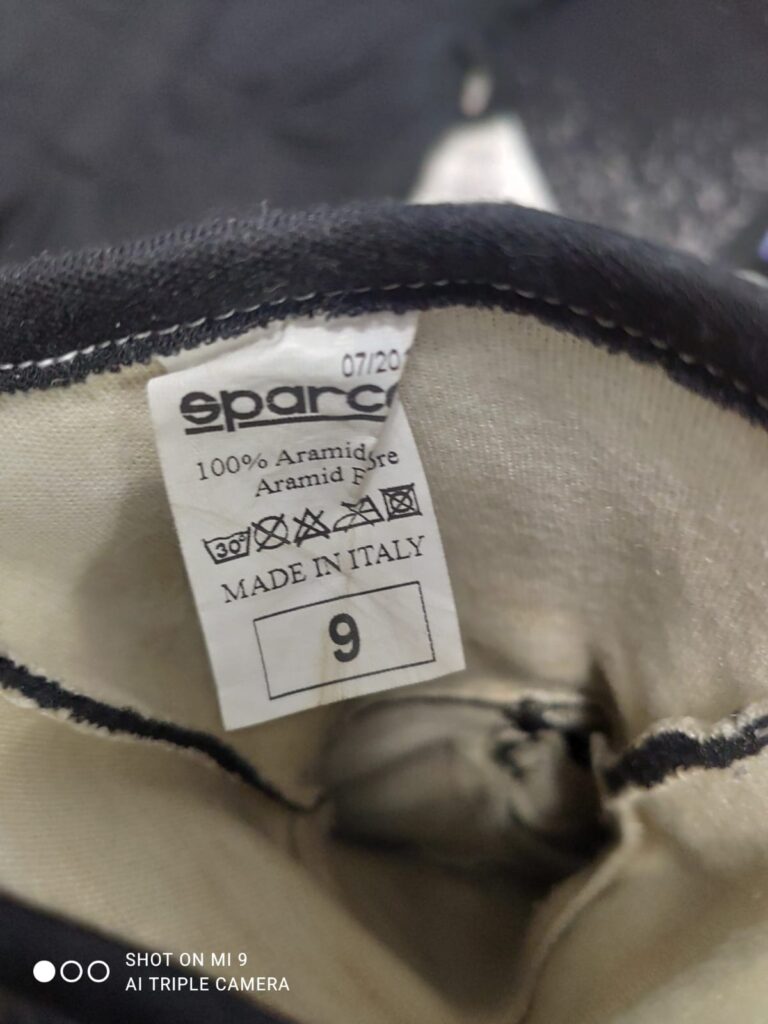 07/20
sparco
100% Aramid
Aramid
30°
MADE IN ITALY
9
SHOT ON MI 9
AI TRIPLE CAMERA